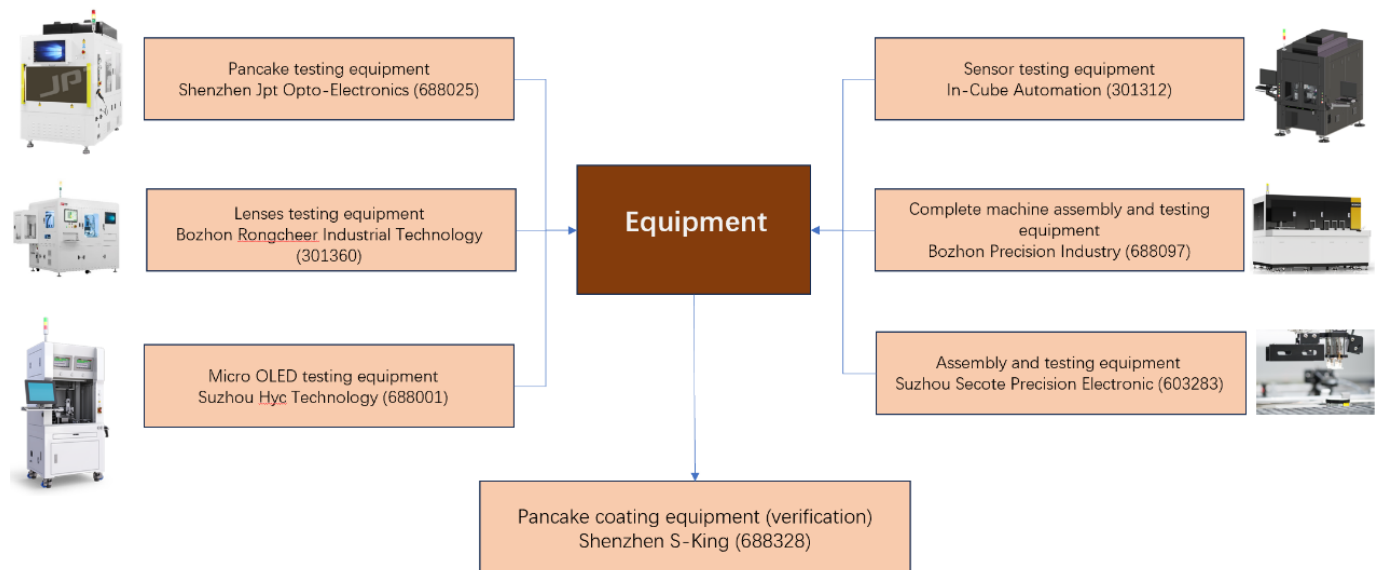 JP
Pancake testing equipment
Shenzhen Jpt Opto-Electronics (688025)
Lenses testing equipment
Bozhon Rongcheer Industrial Technology
(301360)
Micro OLED testing equipment
Suzhou Hyc Technology (688001)
Equipment
Sensor testing equipment
In-Cube Automation (301312)
Complete machine assembly and testing
equipment
Bozhon Precision Industry (688097)
Assembly and testing equipment
Suzhou Secote Precision Electronic (603283)
Pancake coating equipment (verification)
Shenzhen S-King (688328)